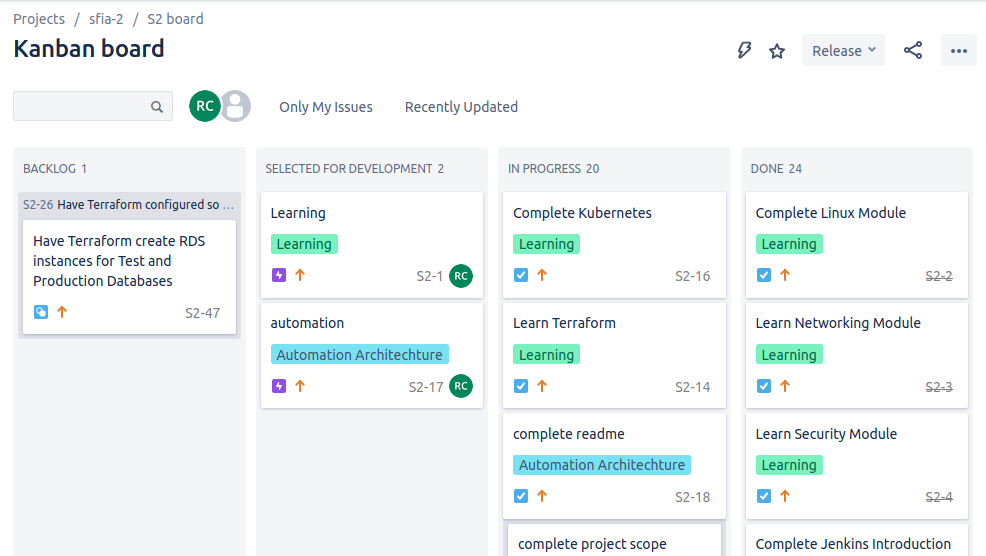 Projects / sfia-2 / S2 board
Kanban board
Release
RC
Only My Issues
Recently Updated
BACKLOG 1
S2-26 Have Terraform configured so ...
Have Terraform create RDS
instances for Test and
Production Databases
S2-47
SELECTED FOR DEVELOPMENT 2
Learning
Learning
S2-1 RC
automation
Automation Architechture
S2-17 RC
IN PROGRESS 20
Complete Kubernetes
Learning
S2-16
Learn Terraform
Learning
S2-14
complete readme
Automation Architechture
S2-18
complete project scope
DONE 24
Complete Linux Module
Learning
S2-2
Learn Networking Module
Learning
S2-3
Learn Security Module
Learning
S2-4
Complete Jenkins Introduction